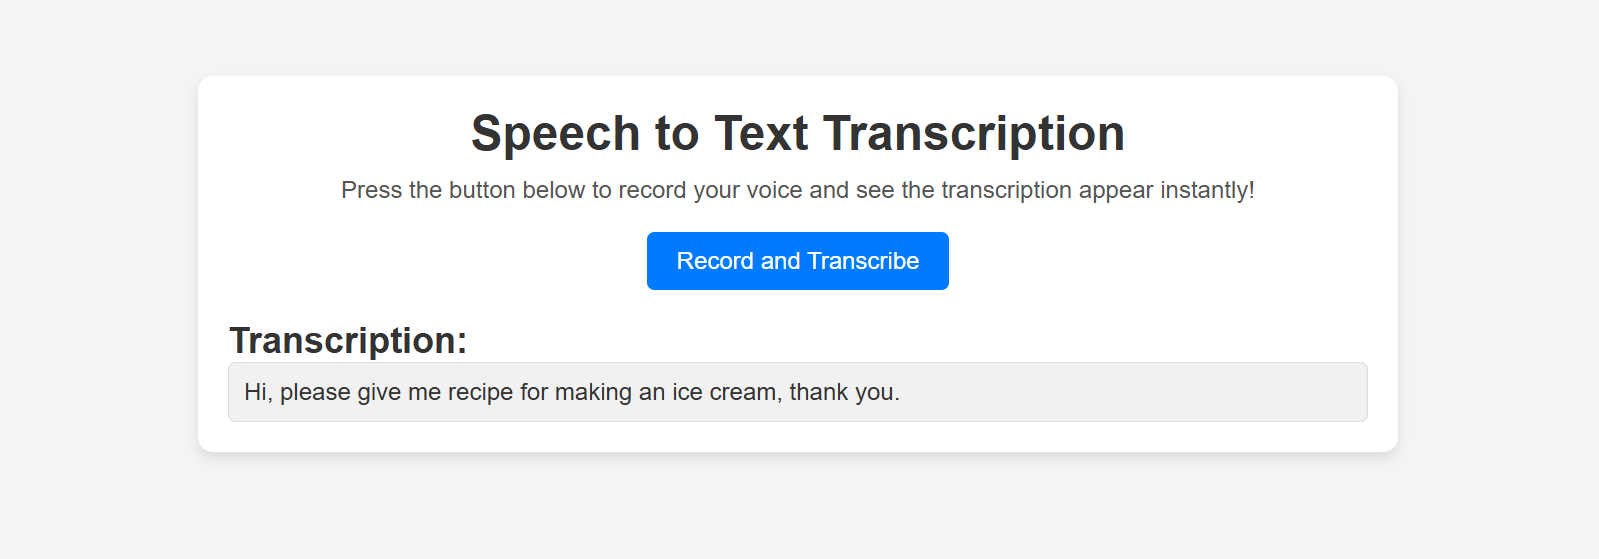 Speech to Text Transcription
Press the button below to record your voice and see the transcription appear instantly!
Record and Transcribe
Transcription:
Hi, please give me recipe for making an ice cream, thank you.